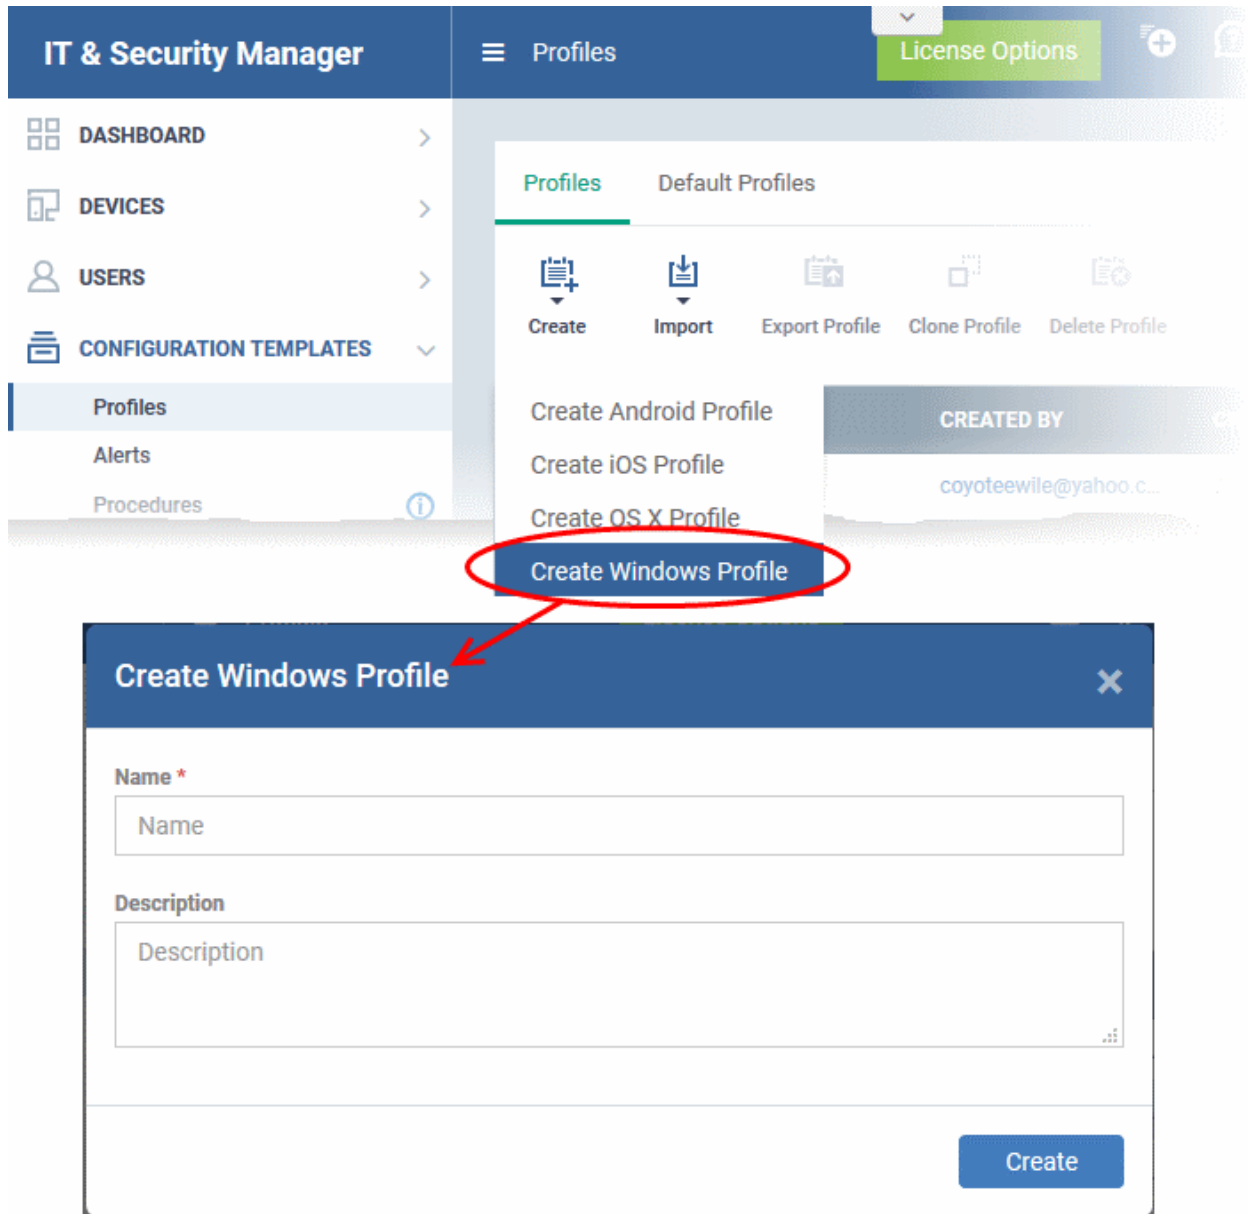 IT & Security Manager
Profiles
License Options
DASHBOARD
DEVICES
USERS
CONFIGURATION TEMPLATES
Profiles
Alerts
Procedures
Profiles
Default Profiles
Create
Import
Export Profile
Clone Profile
Delete Profile
Create Android Profile
Create iOS Profile
Create OS X Profile
Create Windows Profile
CREATED BY
coyoteewile@yahoo.c...
Create Windows Profile
Name *
Name
Description
Description
Create